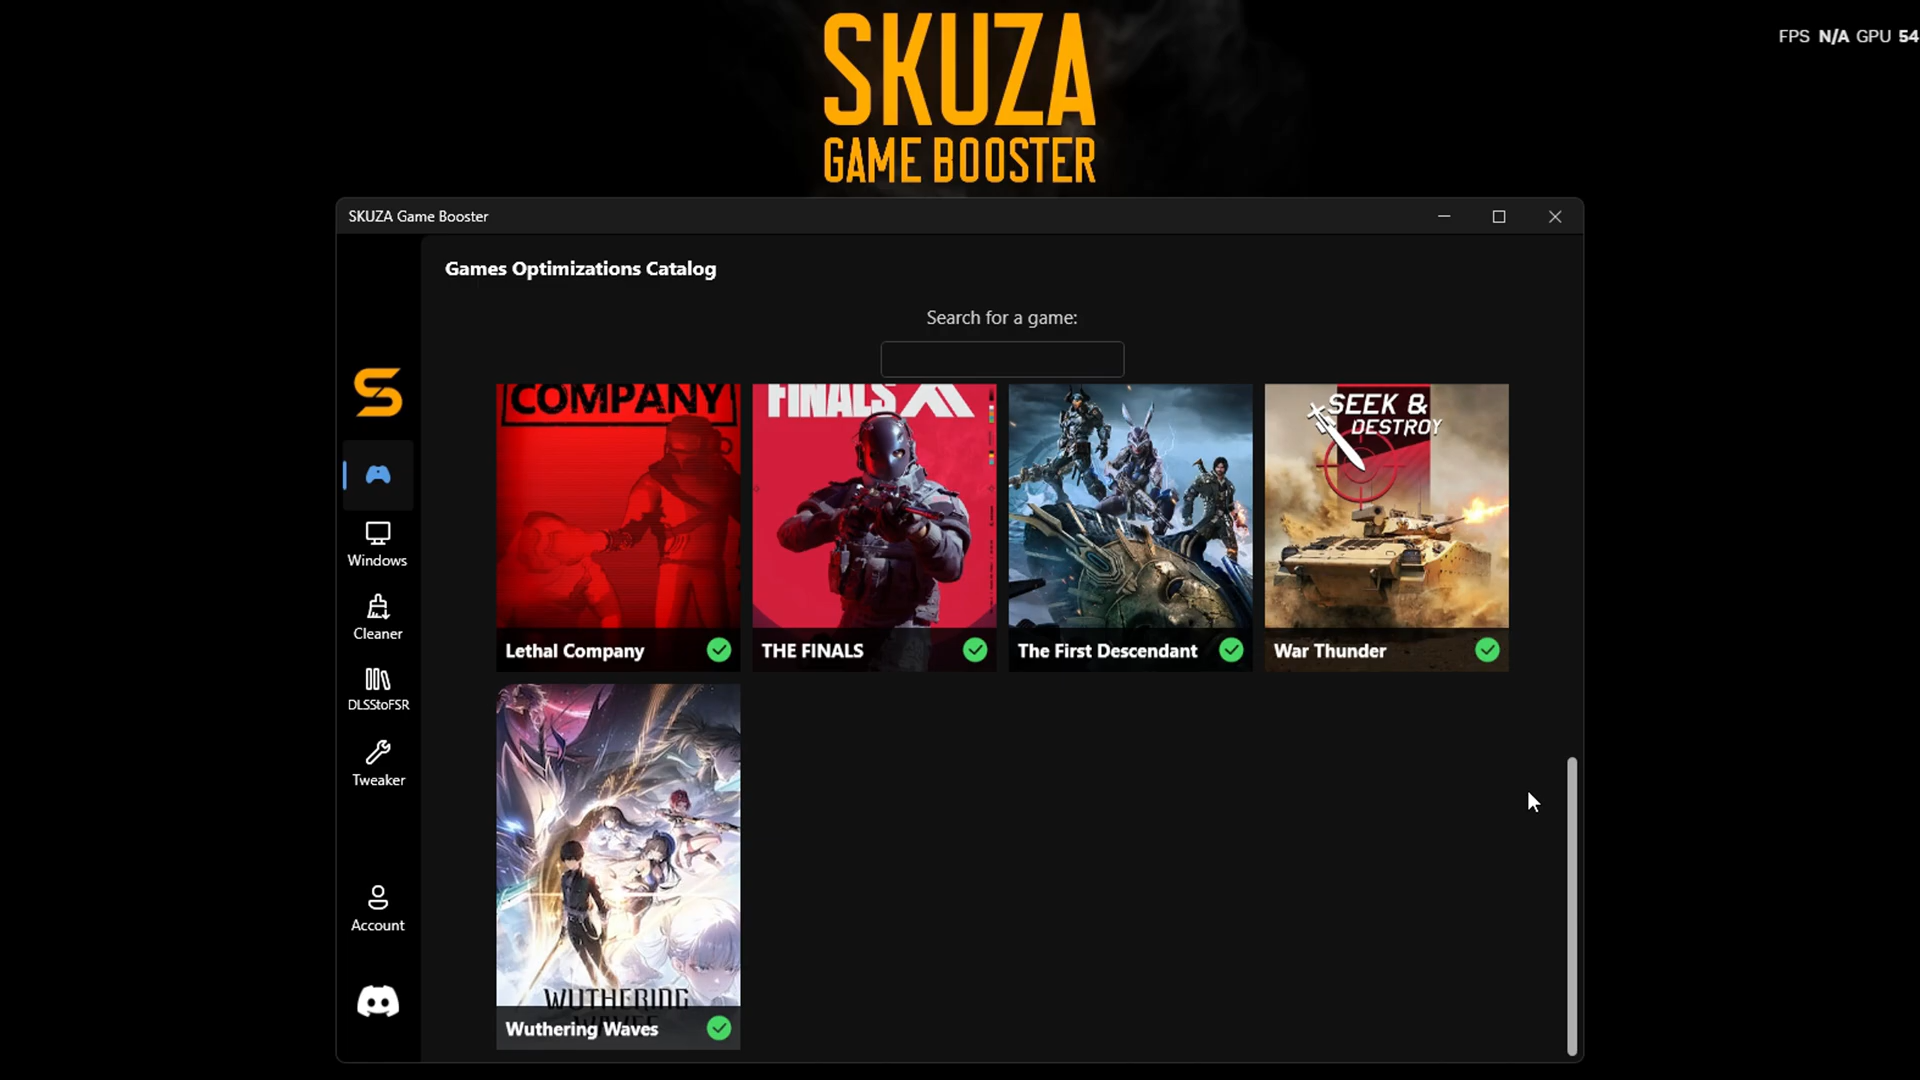 SKUZA
GAME BOOSTER
FPS N/A GPU 54
SKUZA Game Booster
Games Optimizations Catalog
Search for a game:
COMPANY
FINALS
SEEK &
DESTROY
Lethal Company
THE FINALS
The First Descendant
War Thunder
Windows
Cleaner
DLSStoFSR
Tweaker
Account
WUTHERING
WAVES
Wuthering Waves